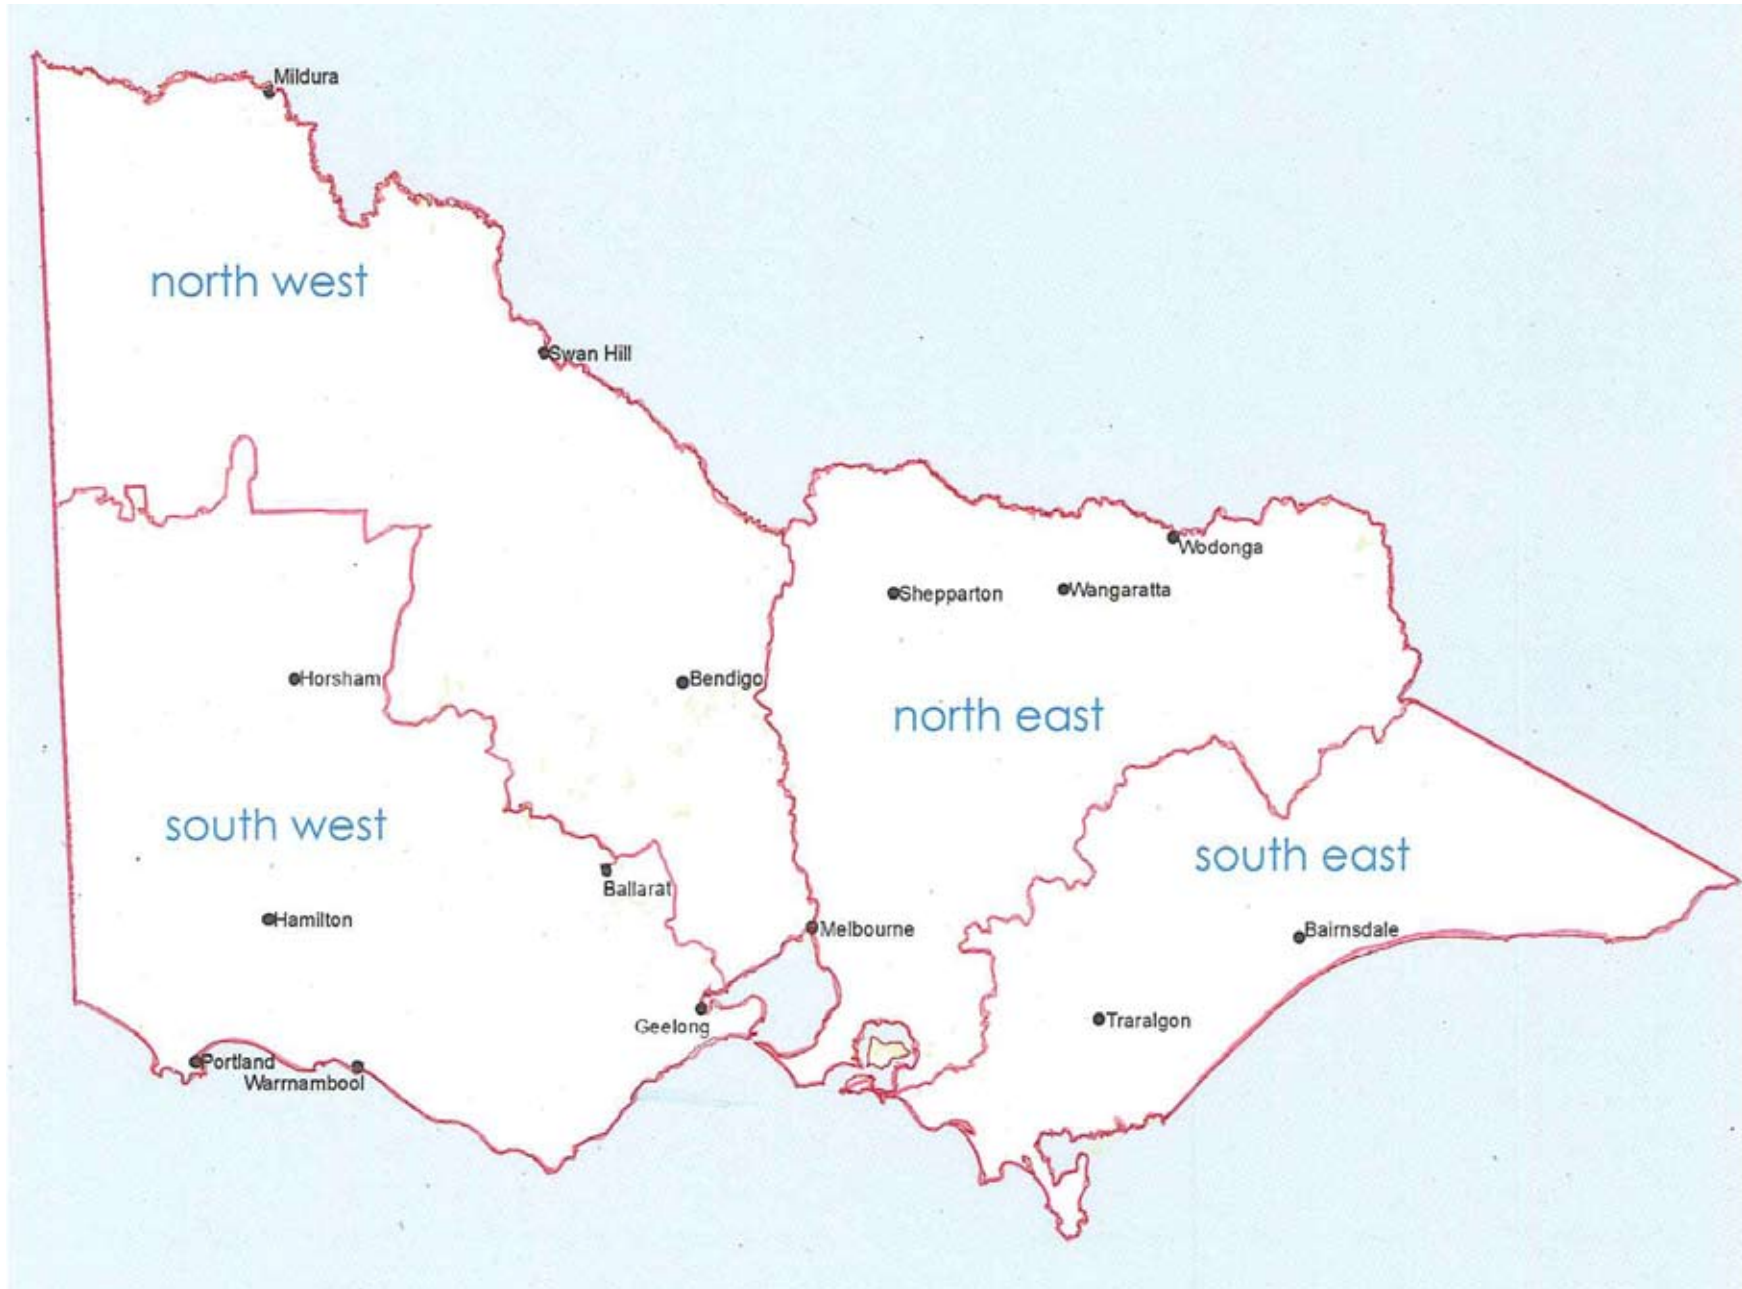 Mildura
north west
Swan Hill
Wodonga
Shepparton
Wangaratta
Horsham
Bendigo
north east
south west
south east
Ballarat
Hamilton
Melbourne
Bairnsdale
Geelong
Traralgon
Portland
Warrnambool